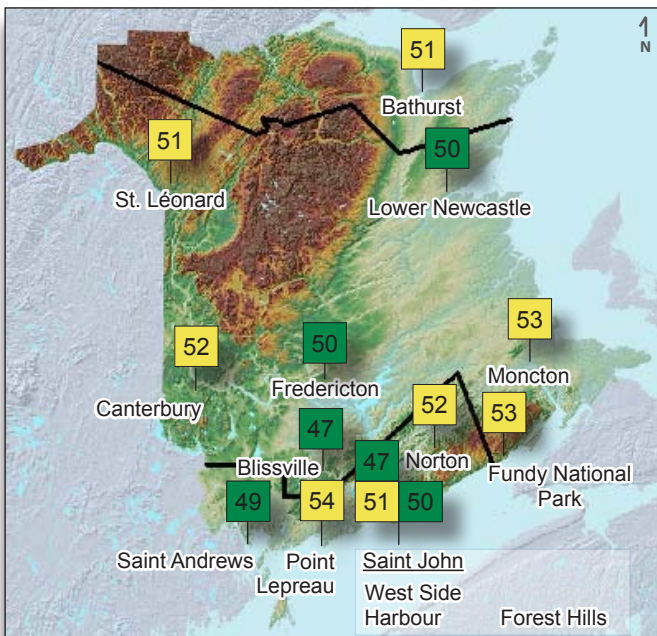 N
51
Bathurst
51
St. Léonard
50
Lower Newcastle
53
Moncton
52
Canterbury
50
Fredericton
52
Norton
53
Fundy National
Park
47
Blissville
47
49
Saint Andrews
54
Point
Lepreau
51 50
Saint John
West Side
Harbour
Forest Hills